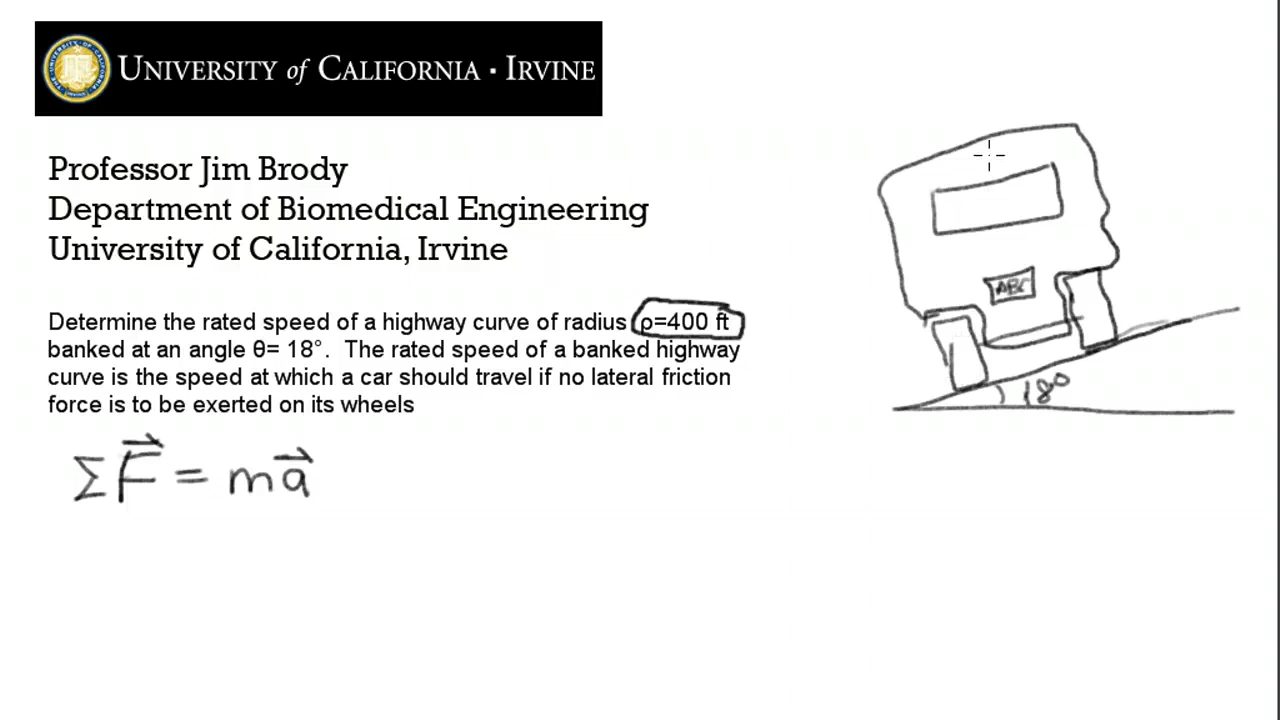 UNIVERSITY of CALIFORNIA · IRVINE
Professor Jim Brody
Department of Biomedical Engineering
University of California, Irvine
Determine the rated speed of a highway curve of radius ρ=400 ft
banked at an angle θ= 18°. The rated speed of a banked highway
curve is the speed at which a car should travel if no lateral friction
force is to be exerted on its wheels
ΣF⃗ = ma⃗
ABC
18°